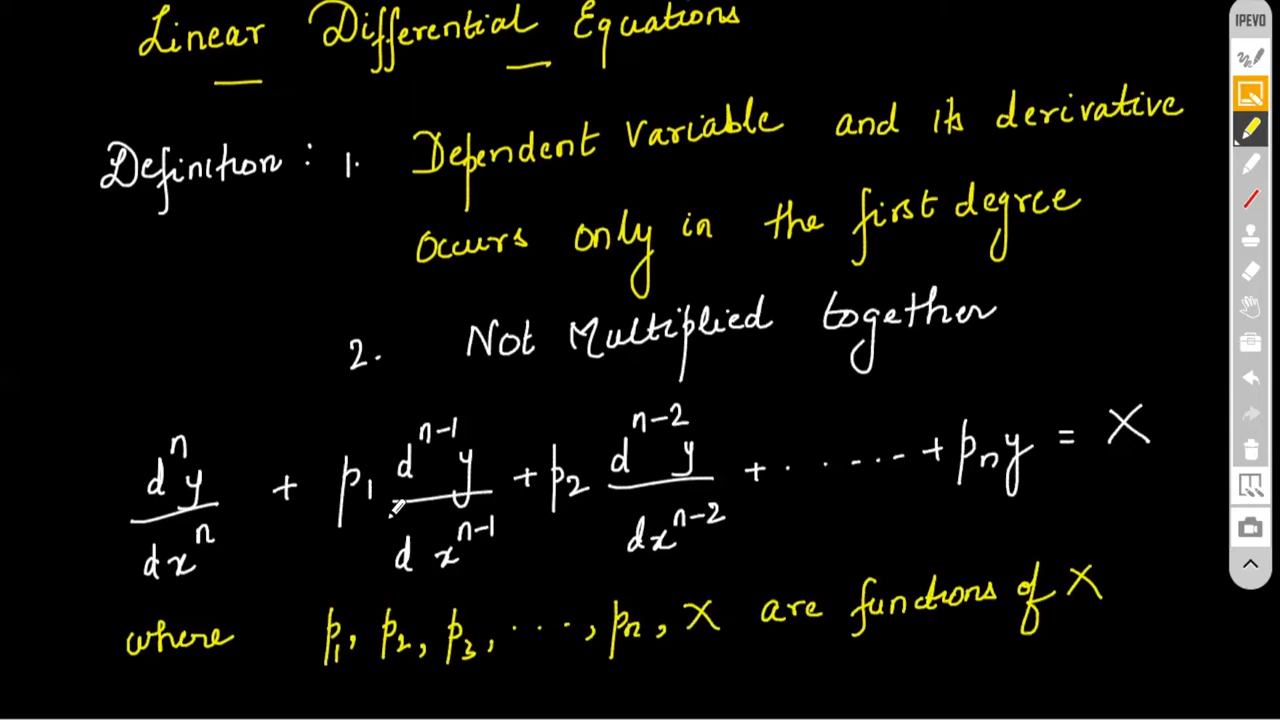 Linear Differential Equations
Definition : 1. Dependent Variable and its derivative
occurs only in the first degree
2. Not Multiplied together
dⁿy/dxⁿ + p₁ dⁿ⁻¹y/dxⁿ⁻¹ + p₂ dⁿ⁻²y/dxⁿ⁻² + ....... + pₙy = X
where p₁, p₂, p₃, ...., pₙ, X are functions of X
IPEVO